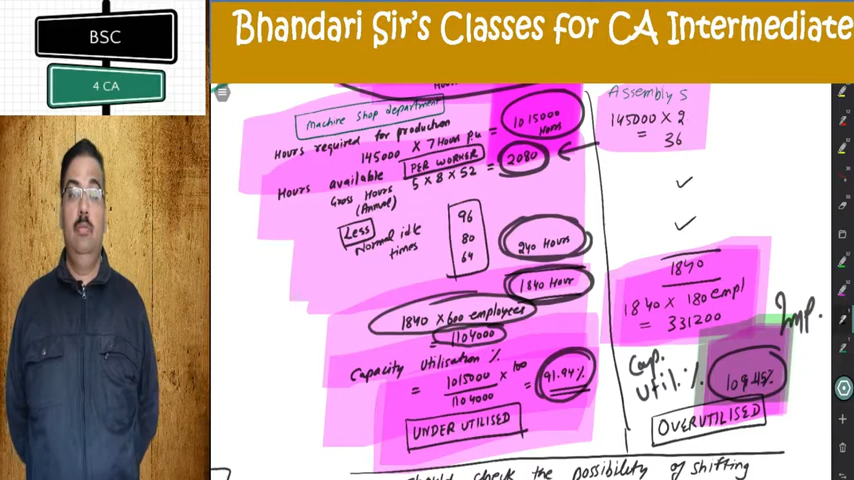 BSC
4 CA
Bhandari Sir's Classes for CA Intermediate
Machine Shop department
Hours required for production
145000 × 7 Hours p.u = 1015000 Hours
Hours available PER WORKER
Gross Hours (Annual) 5 × 8 × 52 = 2080
Less Normal idle times
96
80
64
240 Hours
1840 Hour
1840 × 600 employees
= 1104000
Capacity Utilisation %
= 1015000 / 1104000 × 100 = 91.94%
UNDER UTILISED
Assembly S
145000 × 2
= 36
1840
1840 × 180 empl
= 331200
Imp.
Cap. Util.% 109.45%
OVERUTILISED
should check the possibility of shifting